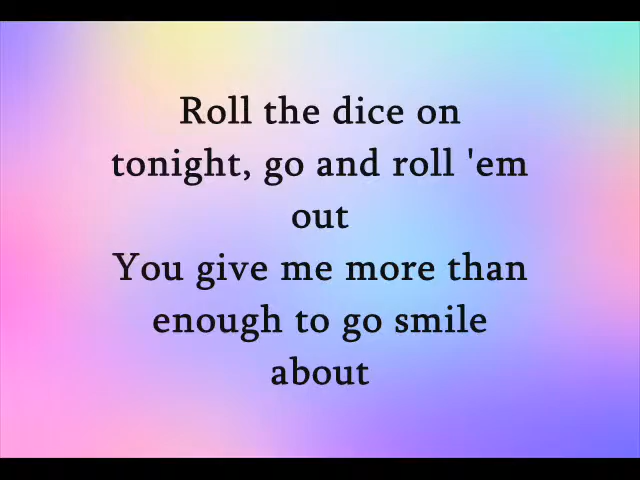 Roll the dice on
tonight, go and roll 'em
out
You give me more than
enough to go smile
about